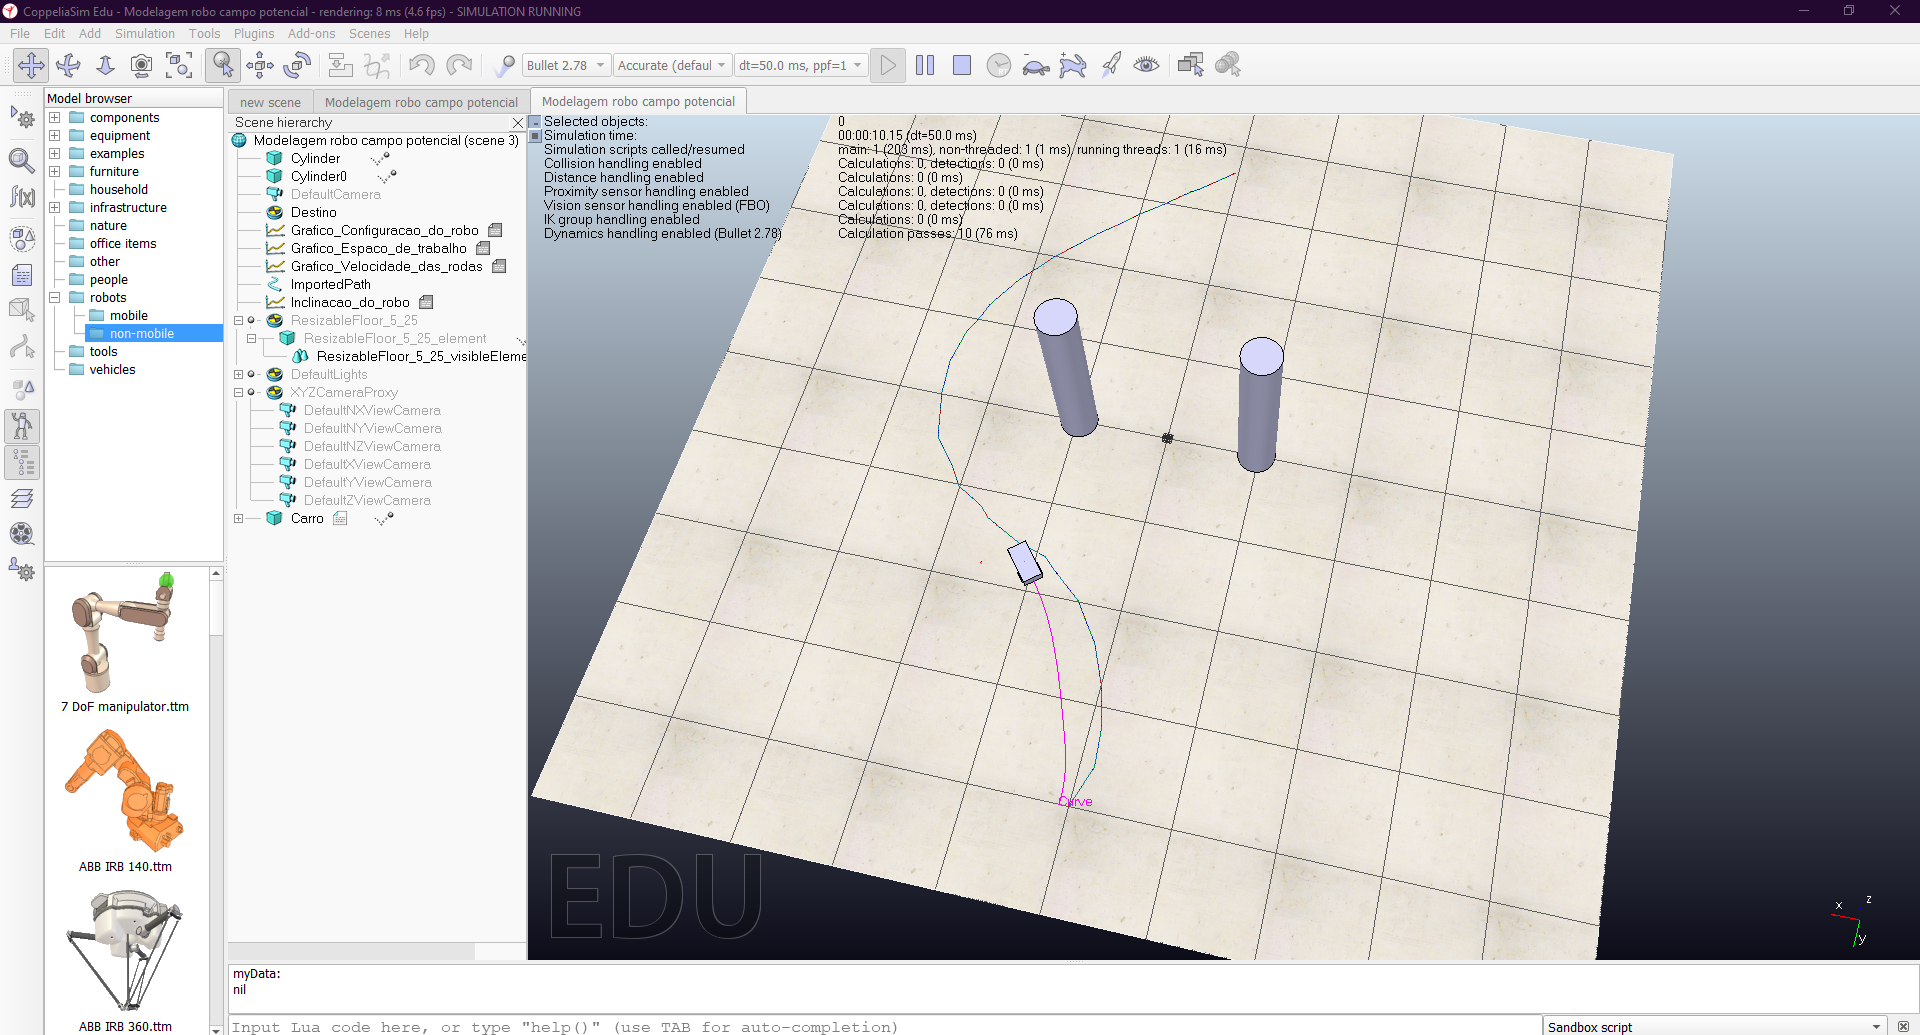 CoppeliaSim Edu - Modelagem robo campo potencial - rendering: 8 ms (4.6 fps) - SIMULATION RUNNING
File Edit Add Simulation Tools Plugins Add-ons Scenes Help
Bullet 2.78 Accurate (defaul dt=50.0 ms, ppf=1
Model browser
components
equipment
examples
furniture
household
infrastructure
nature
office items
other
people
robots
mobile
non-mobile
tools
vehicles
7 DoF manipulator.ttm
ABB IRB 140.ttm
ABB IRB 360.ttm
new scene Modelagem robo campo potencial Modelagem robo campo potencial
Scene hierarchy
Modelagem robo campo potencial (scene 3)
Cylinder
Cylinder0
DefaultCamera
Destino
Grafico_Configuracao_do_robo
Grafico_Espaco_de_trabalho
Grafico_Velocidade_das_rodas
ImportedPath
Inclinacao_do_robo
ResizableFloor_5_25
ResizableFloor_5_25_element
ResizableFloor_5_25_visibleEleme
DefaultLights
XYZCameraProxy
DefaultNXViewCamera
DefaultNYViewCamera
DefaultNZViewCamera
DefaultXViewCamera
DefaultYViewCamera
DefaultZViewCamera
Carro
Selected objects: 0
Simulation time: 00:00:10.15 (dt=50.0 ms)
Simulation scripts called/resumed main: 1 (203 ms), non-threaded: 1 (1 ms), running threads: 1 (16 ms)
Collision handling enabled Calculations: 0, detections: 0 (0 ms)
Distance handling enabled Calculations: 0 (0 ms)
Proximity sensor handling enabled Calculations: 0, detections: 0 (0 ms)
Vision sensor handling enabled (FBO) Calculations: 0, detections: 0 (0 ms)
IK group handling enabled Calculations: 0 (0 ms)
Dynamics handling enabled (Bullet 2.78) Calculation passes: 10 (76 ms)
Curve
EDU
x
z
y
myData:
nil
Input Lua code here, or type "help()" (use TAB for auto-completion)
Sandbox script